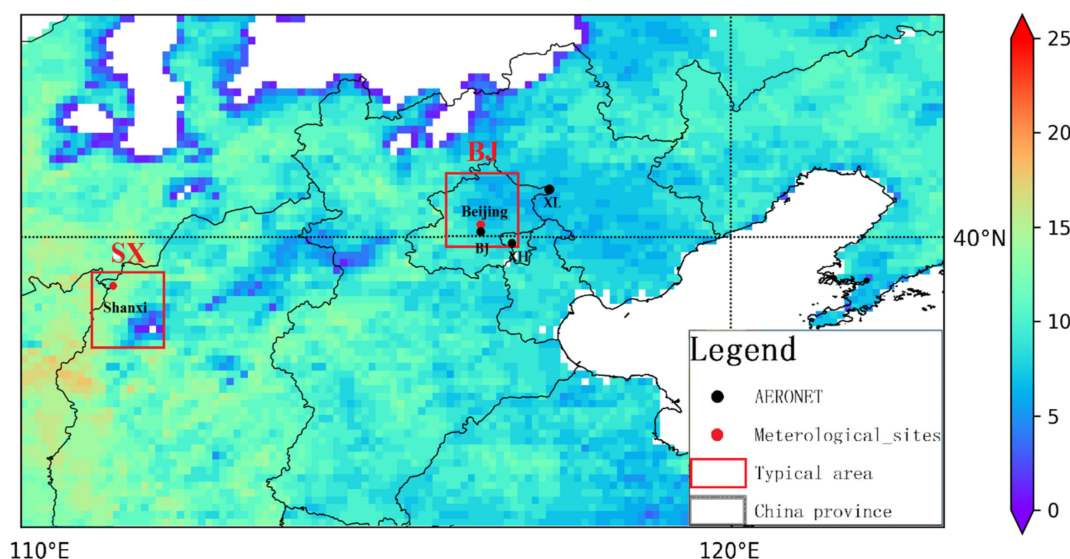 25
20
15
10
5
0
BJ
XL
Beijing
BJ
XH
40°N
SX
Shanxi
Legend
AERONET
Meterological_sites
Typical area
China province
110°E
120°E